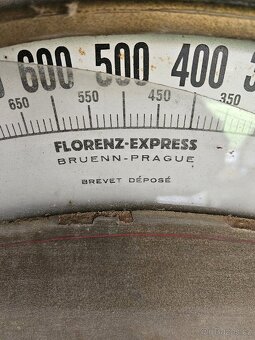 600 500 400
650 550 450 350
FLORENZ-EXPRESS
BRUENN-PRAGUE
BREVET DÉPOSÉ